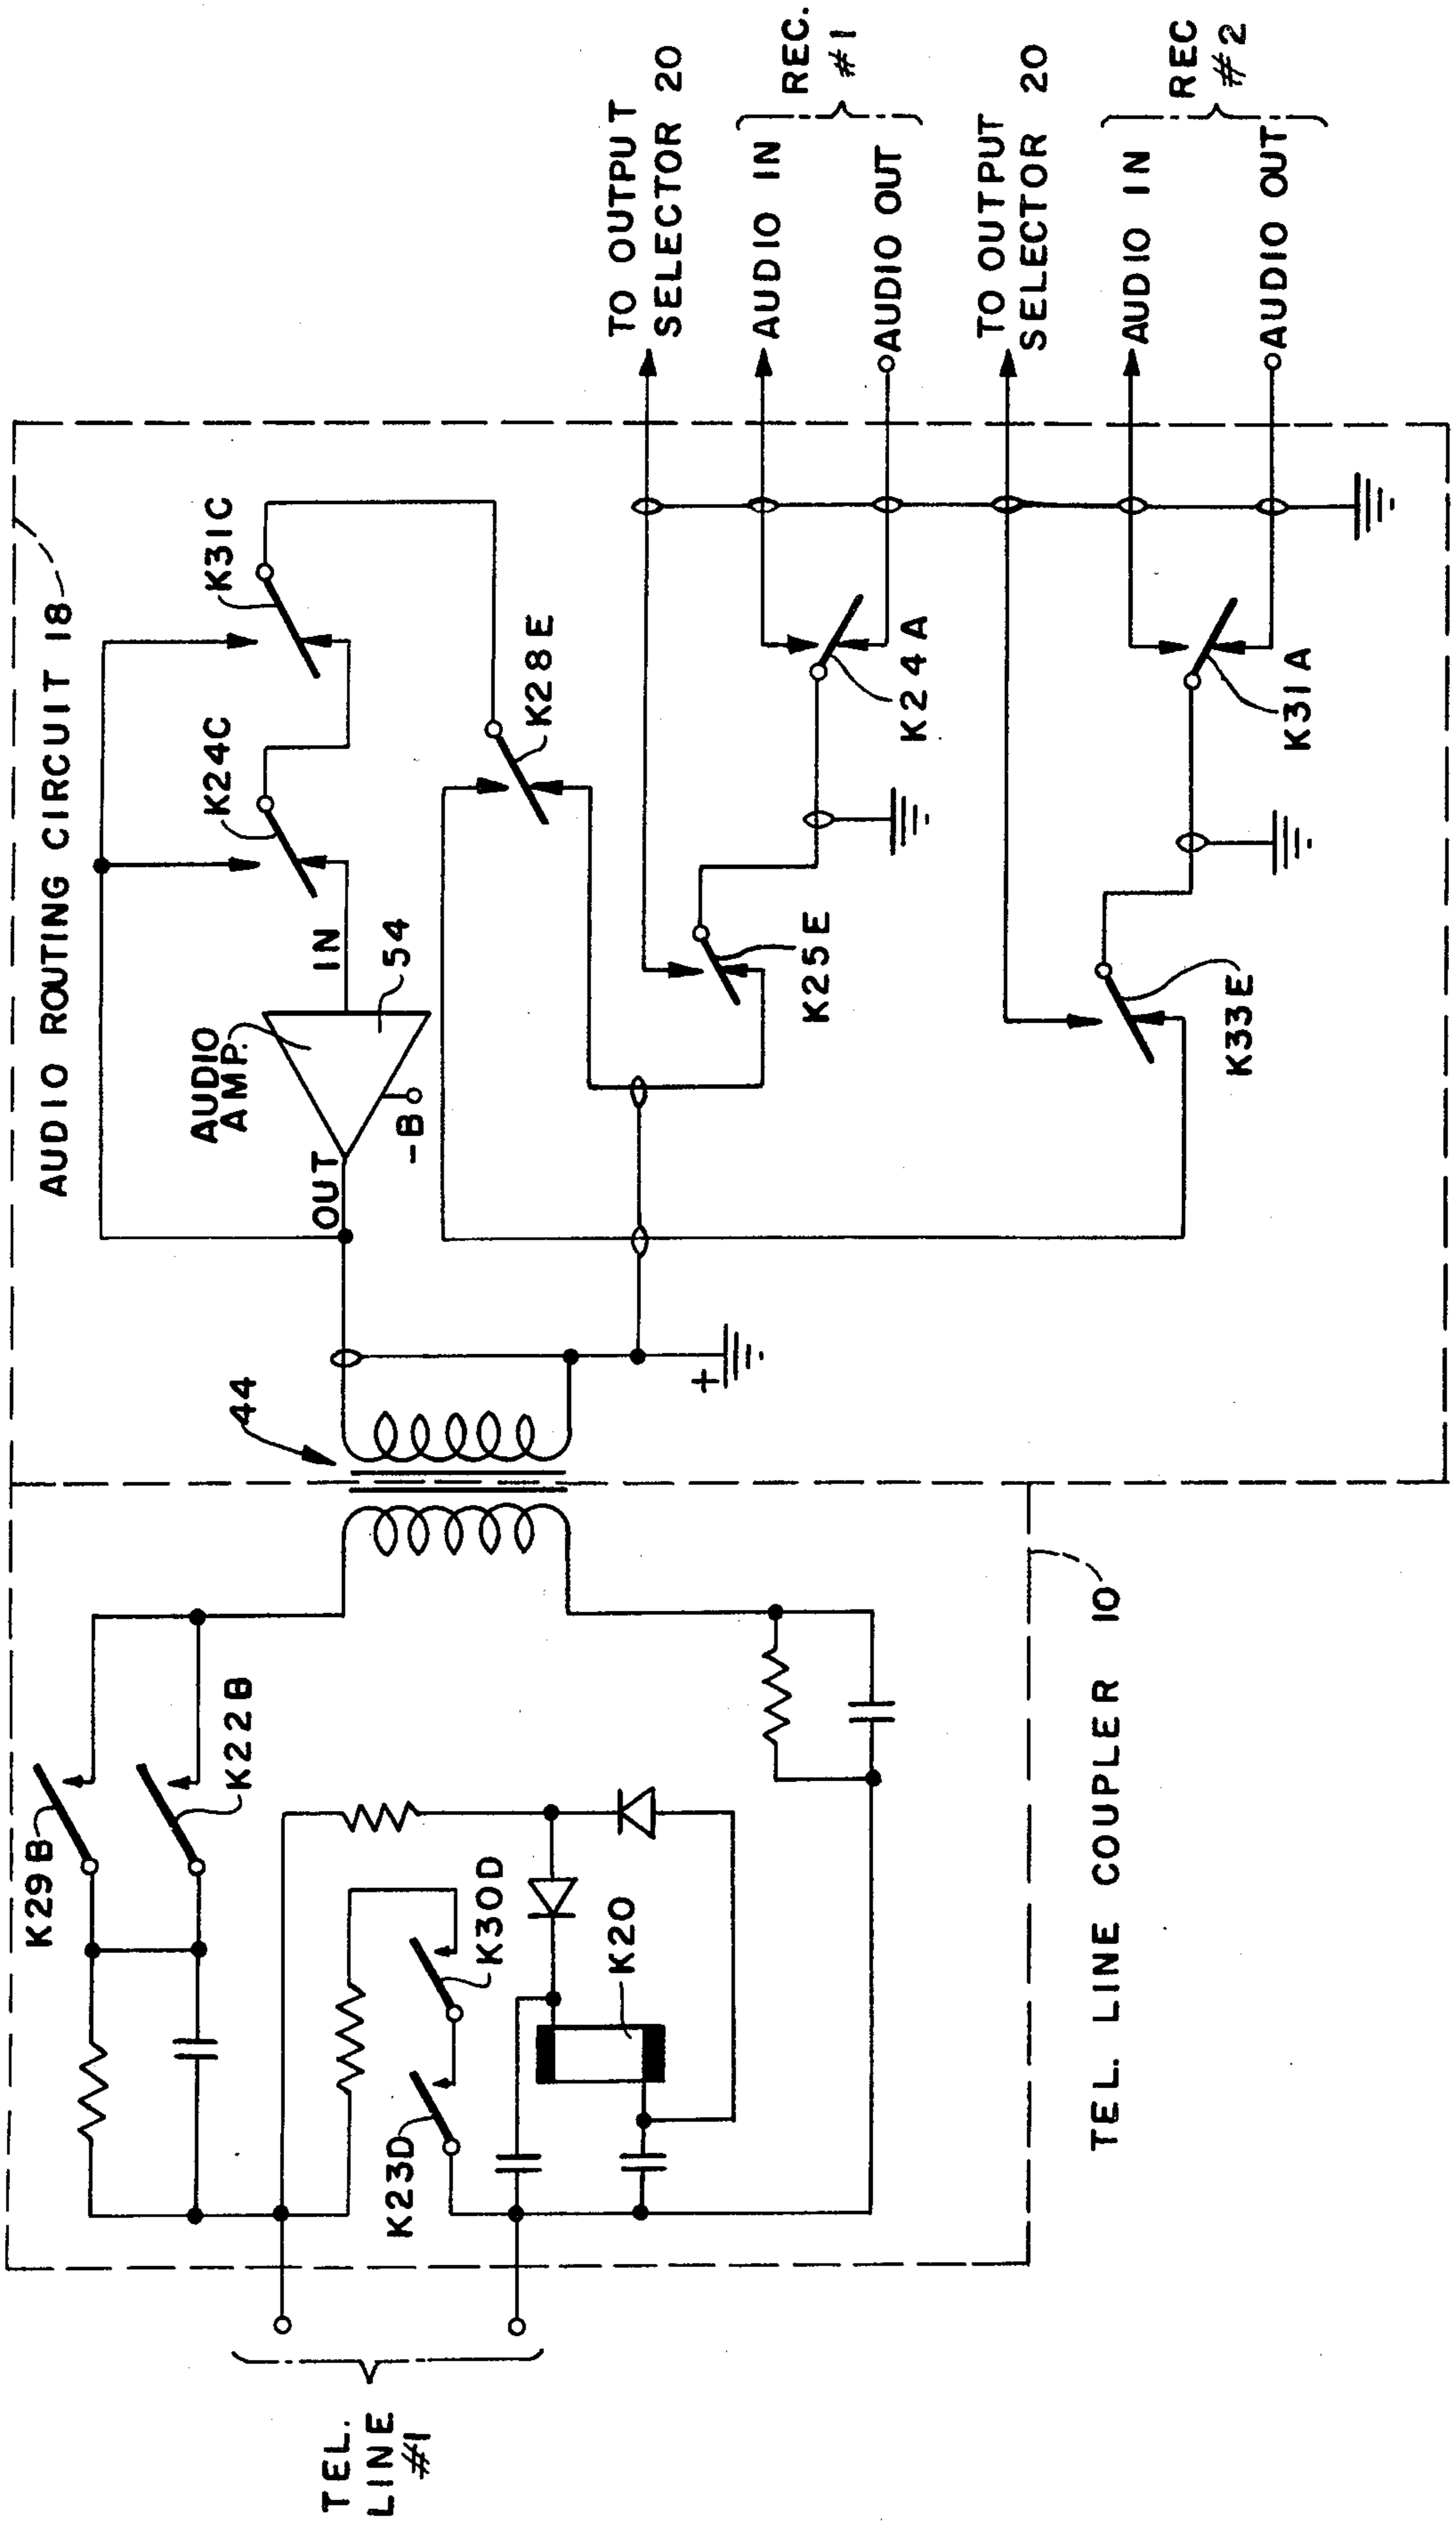 AUDIO ROUTING CIRCUIT 18
TEL.
LINE
#1
K29B
K22B
K23D
K30D
K20
TEL. LINE COUPLER 10
44
OUT
AUDIO
AMP.
-B
54
IN
K24C
K31C
K28E
+
K25E
K24A
K33E
K31A
TO OUTPUT
SELECTOR 20
AUDIO IN
AUDIO OUT
REC.
#1
TO OUTPUT
SELECTOR 20
AUDIO IN
AUDIO OUT
REC
#2